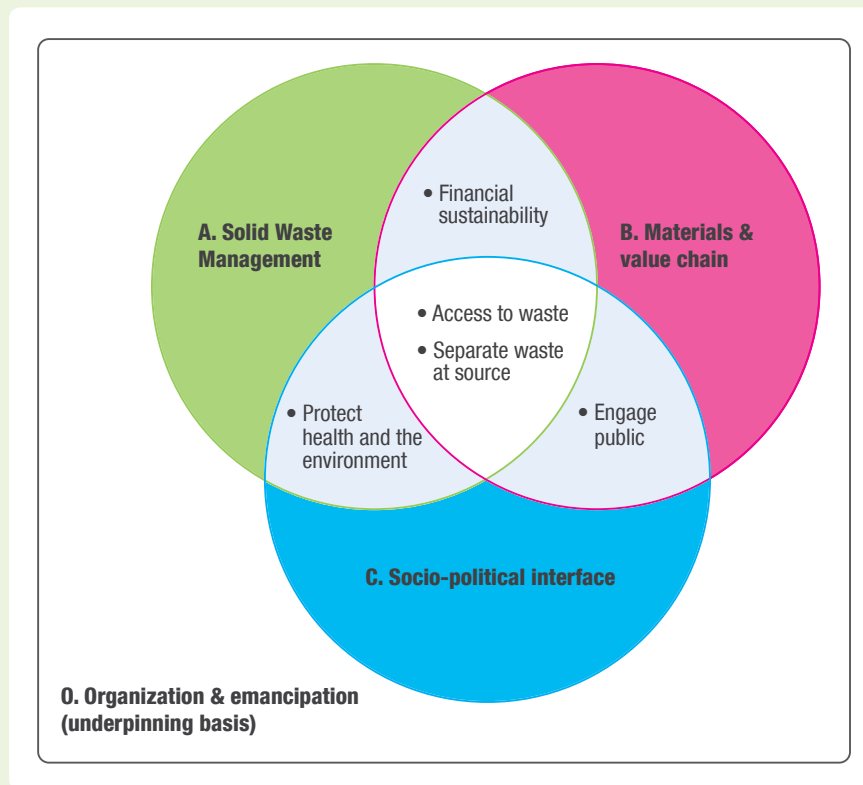 • Financial
sustainability
A. Solid Waste
Management
B. Materials &
value chain
• Access to waste
• Separate waste
at source
• Protect
health and the
environment
• Engage
public
C. Socio-political interface
O. Organization & emancipation
(underpinning basis)